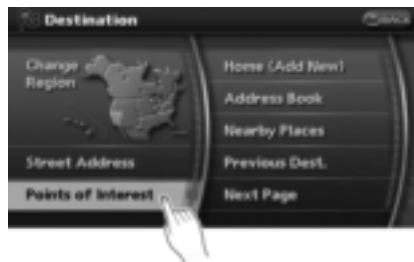 Destination
Change
Region
Street Address
Points of Interest
Home (Add New)
Address Book
Nearby Places
Previous Dest.
Next Page